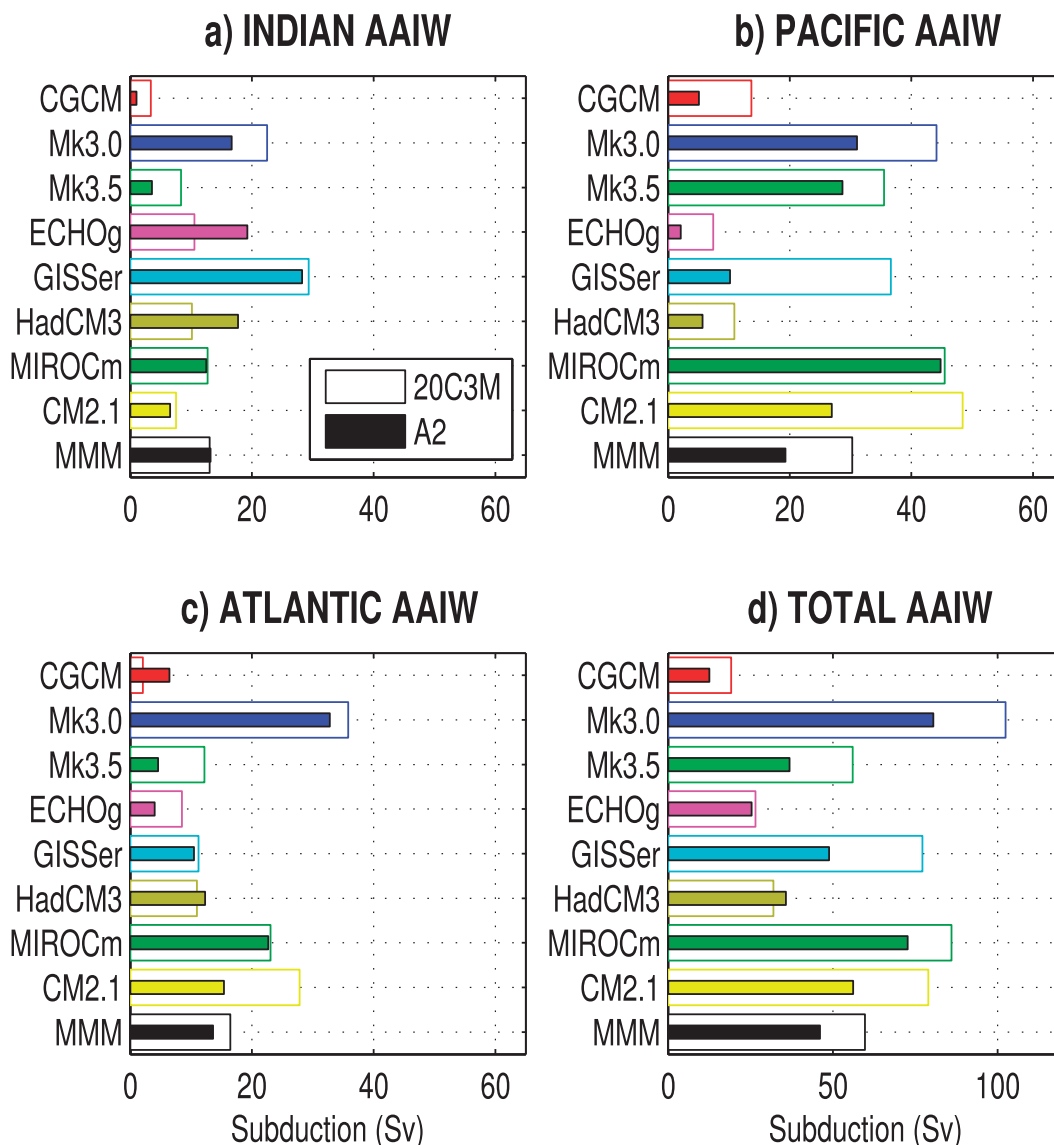 a) INDIAN AAIW
CGCM
Mk3.0
Mk3.5
ECHOg
GISSer
HadCM3
MIROCm
CM2.1
MMM
20C3M
A2
0 20 40 60
b) PACIFIC AAIW
CGCM
Mk3.0
Mk3.5
ECHOg
GISSer
HadCM3
MIROCm
CM2.1
MMM
0 20 40 60
c) ATLANTIC AAIW
CGCM
Mk3.0
Mk3.5
ECHOg
GISSer
HadCM3
MIROCm
CM2.1
MMM
0 20 40 60
Subduction (Sv)
d) TOTAL AAIW
CGCM
Mk3.0
Mk3.5
ECHOg
GISSer
HadCM3
MIROCm
CM2.1
MMM
0 50 100
Subduction (Sv)